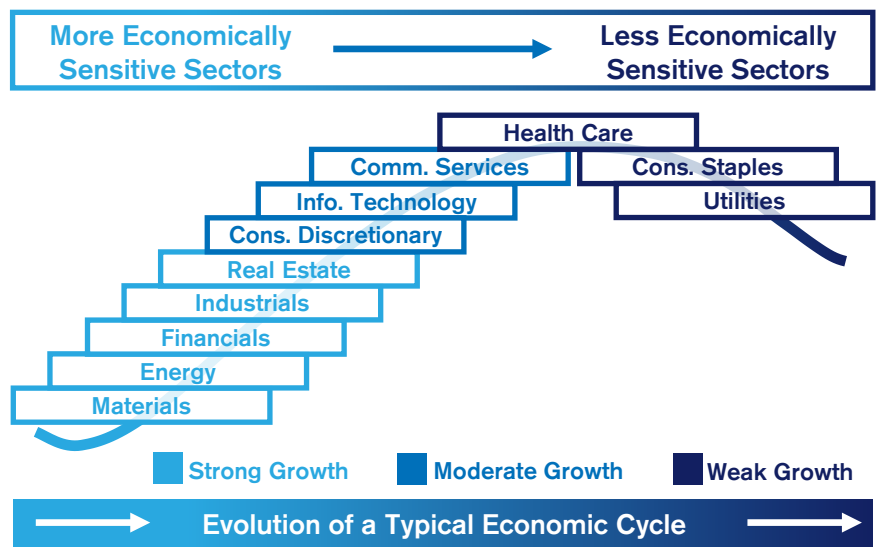 More Economically
Sensitive Sectors
Less Economically
Sensitive Sectors
Health Care
Comm. Services
Cons. Staples
Info. Technology
Utilities
Cons. Discretionary
Real Estate
Industrials
Financials
Energy
Materials
Strong Growth
Moderate Growth
Weak Growth
Evolution of a Typical Economic Cycle